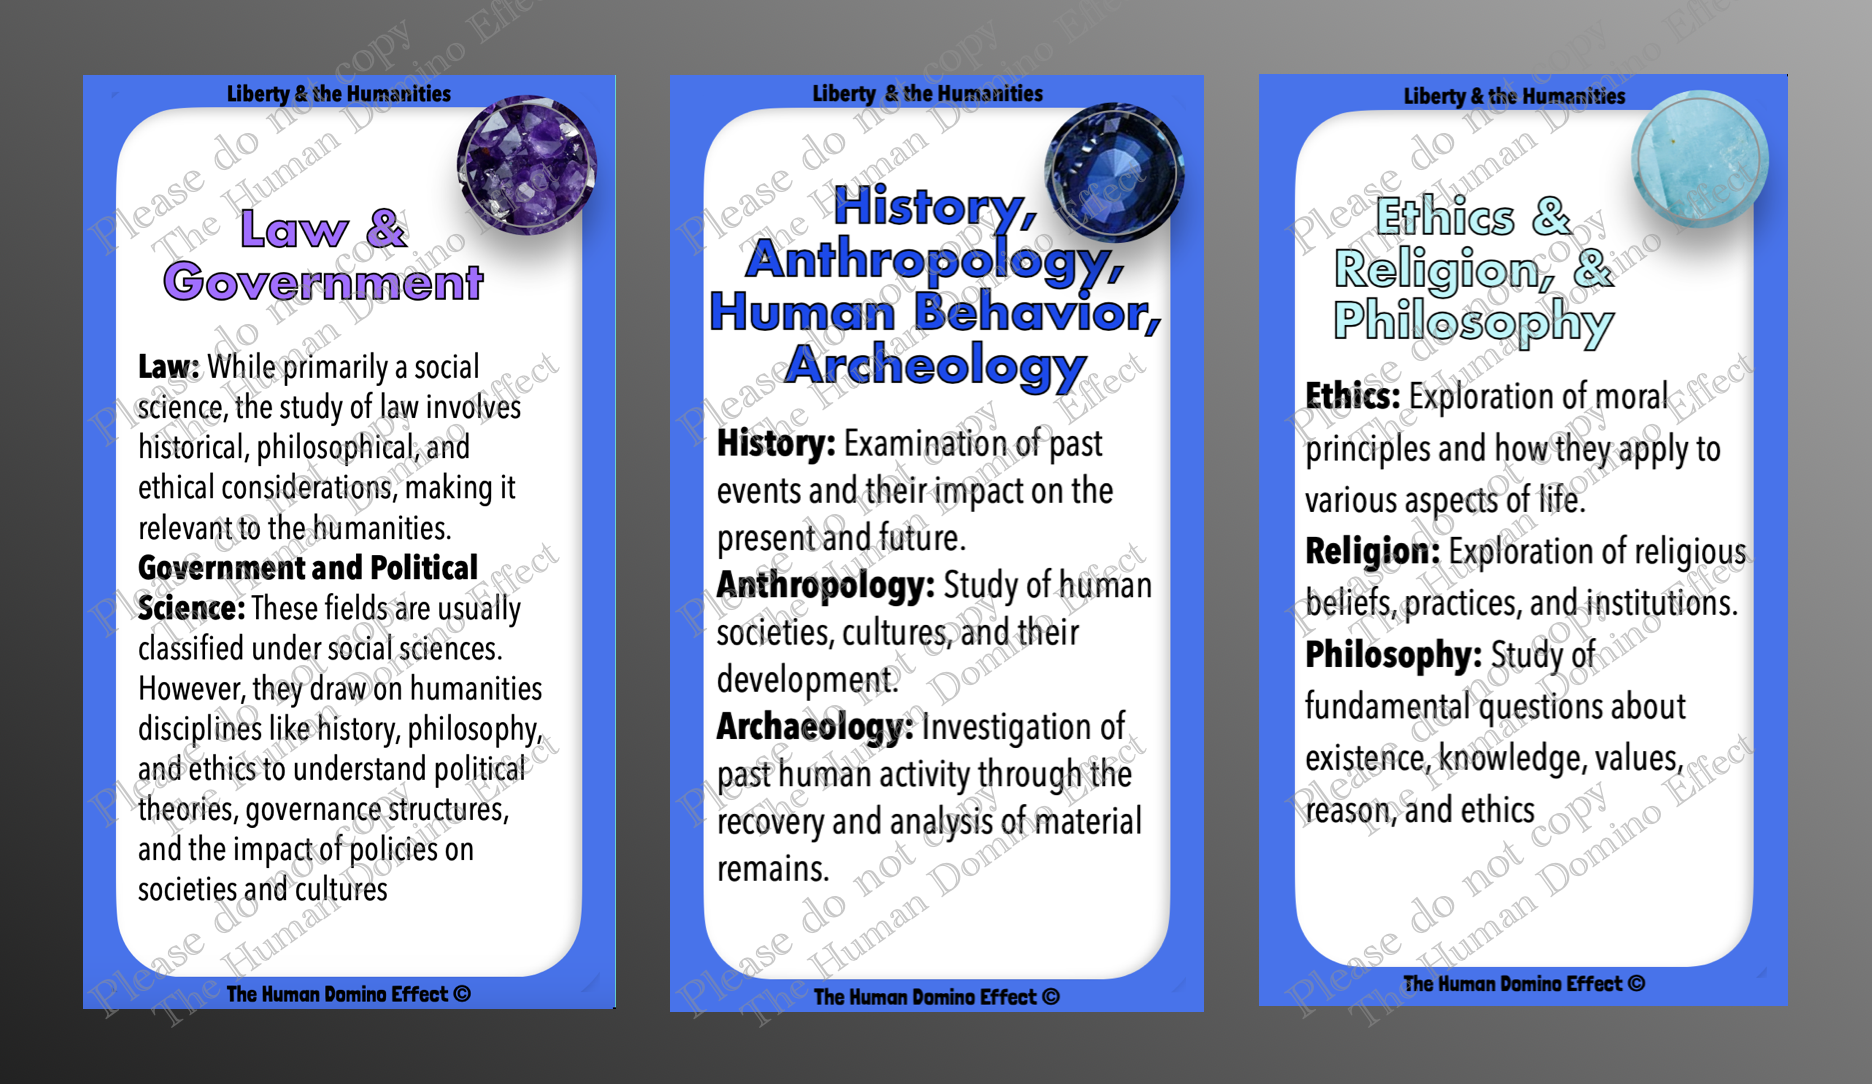 Liberty & the Humanities
Law &
Government
Law: While primarily a social
science, the study of law involves
historical, philosophical, and
ethical considerations, making it
relevant to the humanities.
Government and Political
Science: These fields are usually
classified under social sciences.
However, they draw on humanities
disciplines like history, philosophy,
and ethics to understand political
theories, governance structures,
and the impact of policies on
societies and cultures
The Human Domino Effect ©
Liberty & the Humanities
History,
Anthropology,
Human Behavior,
Archeology
History: Examination of past
events and their impact on the
present and future.
Anthropology: Study of human
societies, cultures, and their
development.
Archaeology: Investigation of
past human activity through the
recovery and analysis of material
remains.
The Human Domino Effect ©
Liberty & the Humanities
Ethics &
Religion, &
Philosophy
Ethics: Exploration of moral
principles and how they apply to
various aspects of life.
Religion: Exploration of religious
beliefs, practices, and institutions.
Philosophy: Study of
fundamental questions about
existence, knowledge, values,
reason, and ethics
The Human Domino Effect ©
Please do not copy
The Human Domino Effect